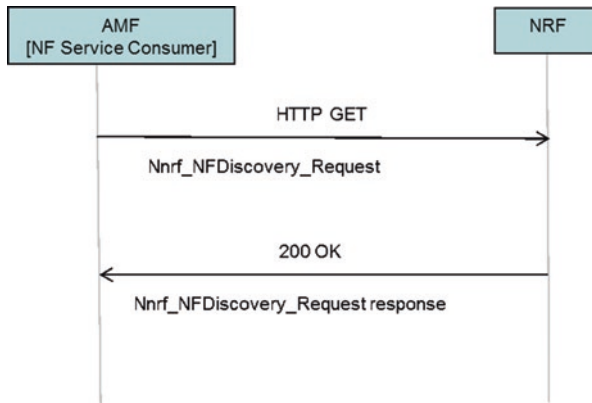 AMF
[NF Service Consumer]
NRF
HTTP GET
Nnrf_NFDiscovery_Request
200 OK
Nnrf_NFDiscovery_Request response